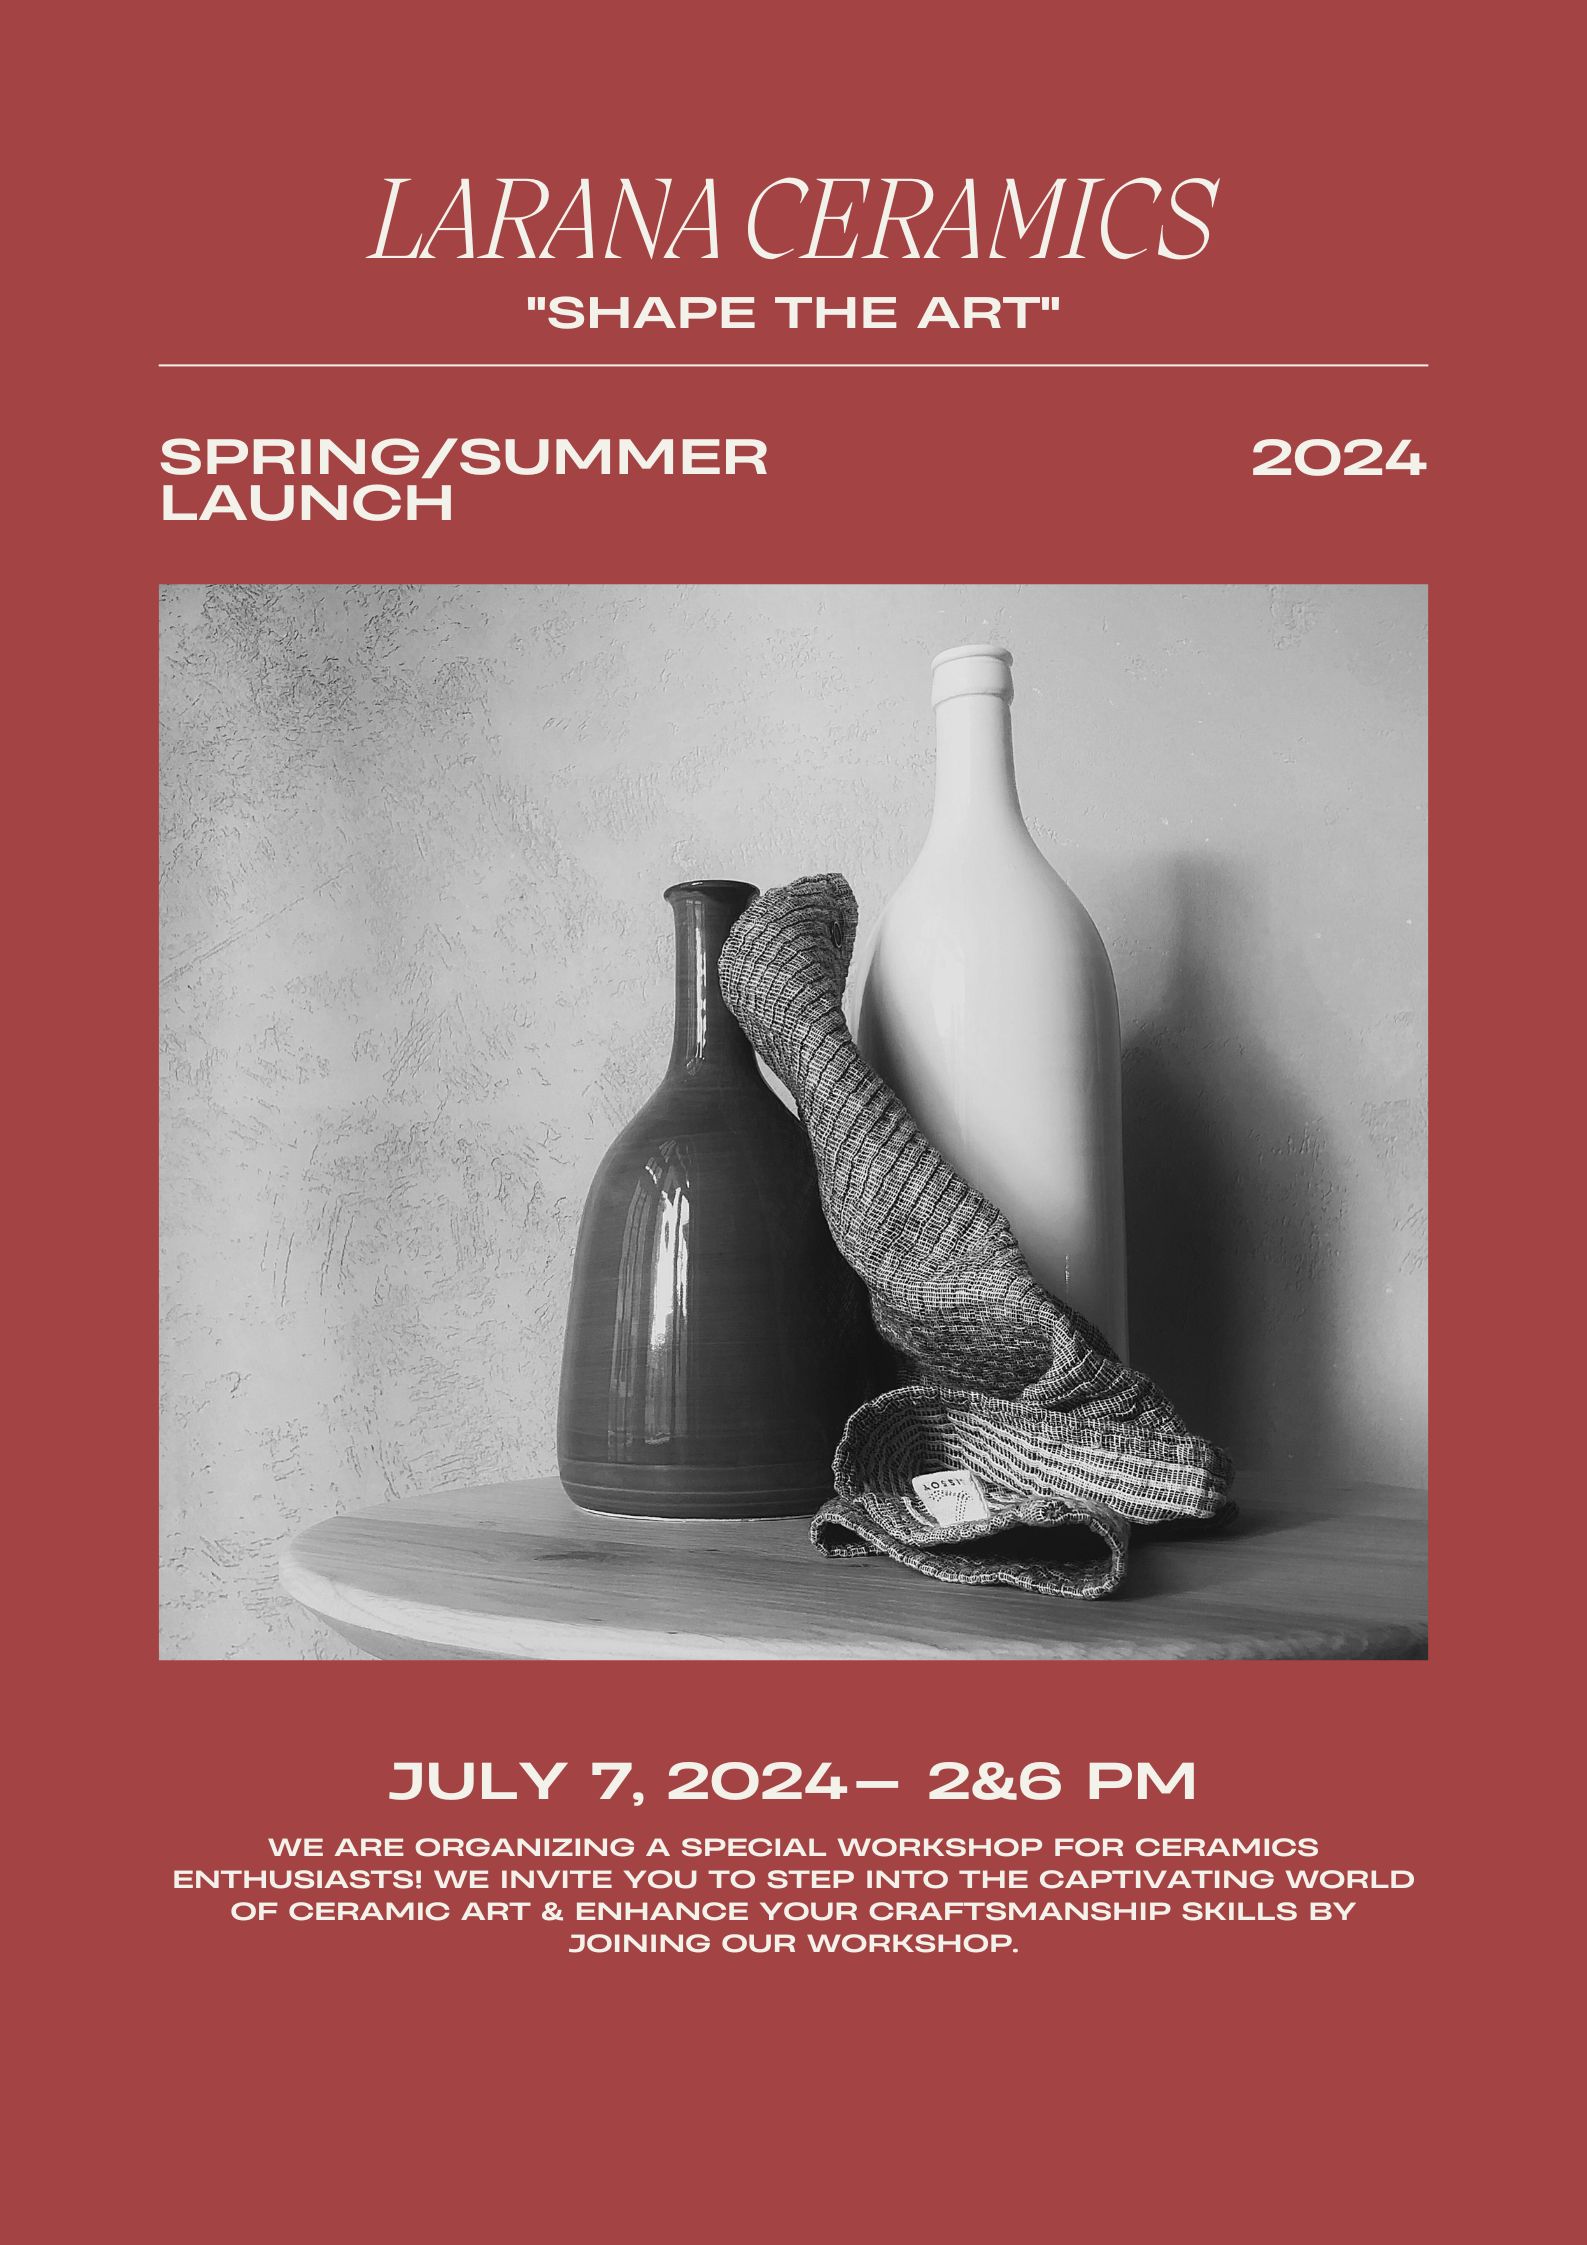 LARANA CERAMICS
"SHAPE THE ART"
SPRING/SUMMER
LAUNCH
2024
JULY 7, 2024— 2&6 PM
WE ARE ORGANIZING A SPECIAL WORKSHOP FOR CERAMICS
ENTHUSIASTS! WE INVITE YOU TO STEP INTO THE CAPTIVATING WORLD
OF CERAMIC ART & ENHANCE YOUR CRAFTSMANSHIP SKILLS BY
JOINING OUR WORKSHOP.